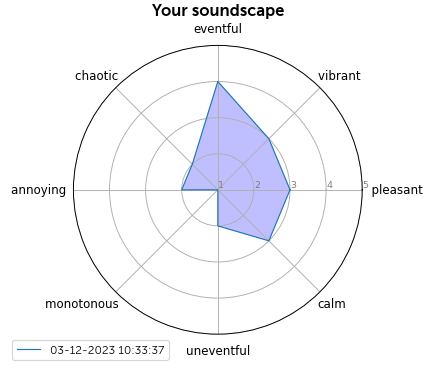 Your soundscape
eventful
chaotic
vibrant
annoying
1
2
3
4
5
pleasant
monotonous
calm
uneventful
03-12-2023 10:33:37